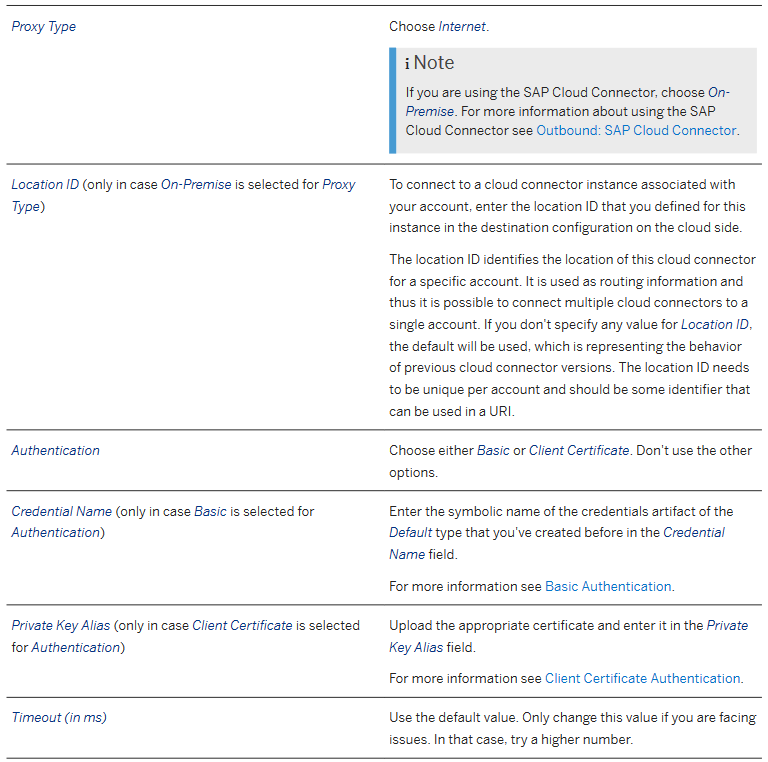 Proxy Type
Choose Internet.
i Note
If you are using the SAP Cloud Connector, choose On-
Premise. For more information about using the SAP
Cloud Connector see Outbound: SAP Cloud Connector.
Location ID (only in case On-Premise is selected for Proxy
Type)
To connect to a cloud connector instance associated with
your account, enter the location ID that you defined for this
instance in the destination configuration on the cloud side.
The location ID identifies the location of this cloud connector
for a specific account. It is used as routing information and
thus it is possible to connect multiple cloud connectors to a
single account. If you don't specify any value for Location ID,
the default will be used, which is representing the behavior
of previous cloud connector versions. The location ID needs
to be unique per account and should be some identifier that
can be used in a URI.
Authentication
Choose either Basic or Client Certificate. Don't use the other
options.
Credential Name (only in case Basic is selected for
Authentication)
Enter the symbolic name of the credentials artifact of the
Default type that you've created before in the Credential
Name field.
For more information see Basic Authentication.
Private Key Alias (only in case Client Certificate is selected
for Authentication)
Upload the appropriate certificate and enter it in the Private
Key Alias field.
For more information see Client Certificate Authentication.
Timeout (in ms)
Use the default value. Only change this value if you are facing
issues. In that case, try a higher number.